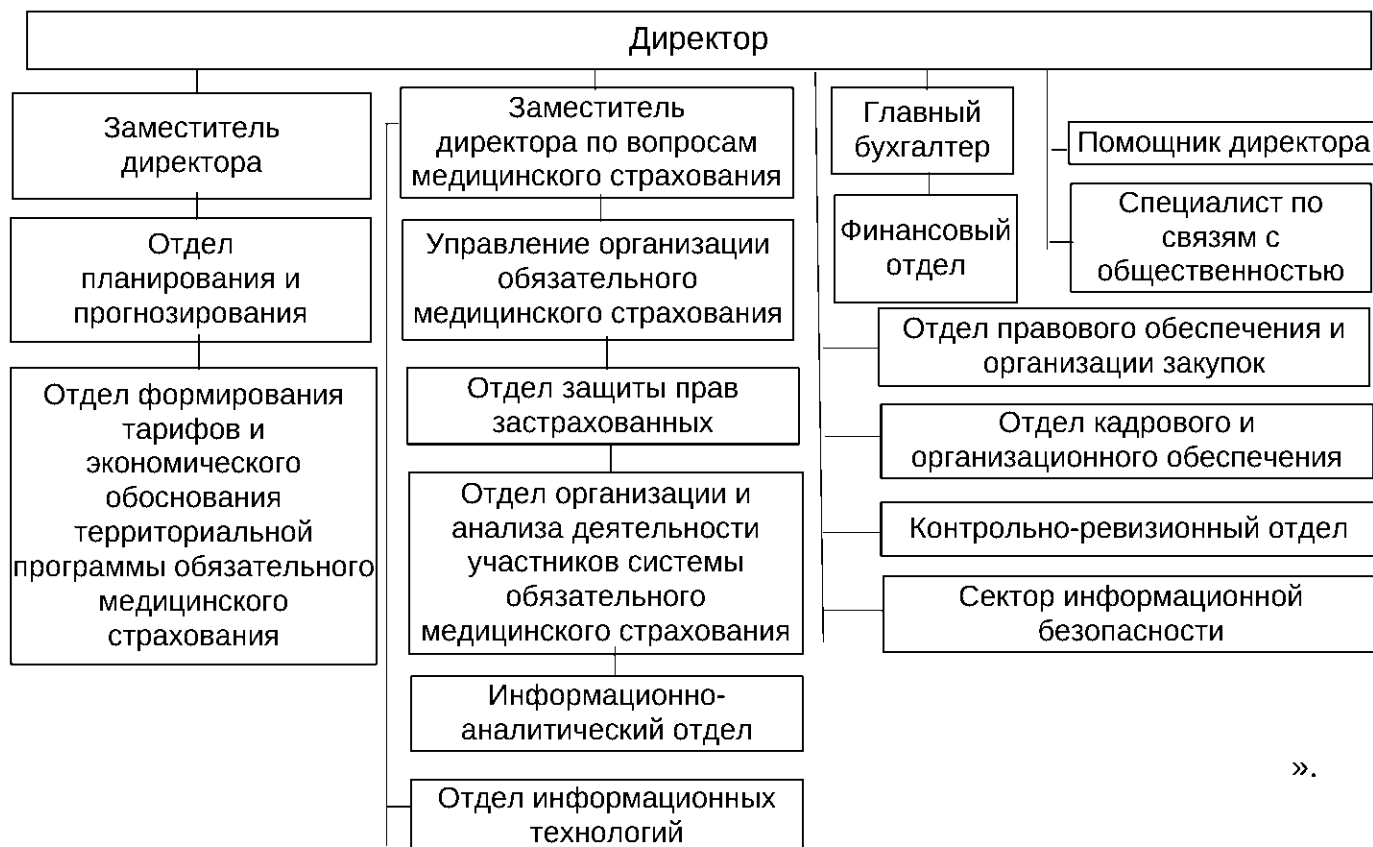 Директор
Заместитель
директора
Отдел
планирования и
прогнозирования
Отдел формирования
тарифов и
экономического
обоснования
территориальной
программы обязательного
медицинского
страхования
Заместитель
директора по вопросам
медицинского страхования
Управление организации
обязательного
медицинского страхования
Отдел защиты прав
застрахованных
Отдел организации и
анализа деятельности
участников системы
обязательного
медицинского страхования
Информационно-
аналитический отдел
Отдел информационных
технологий
Главный
бухгалтер
Финансовый
отдел
Помощник директора
Специалист по
связям с
общественностью
Отдел правового обеспечения и
организации закупок
Отдел кадрового и
организационного обеспечения
Контрольно-ревизионный отдел
Сектор информационной
безопасности
».